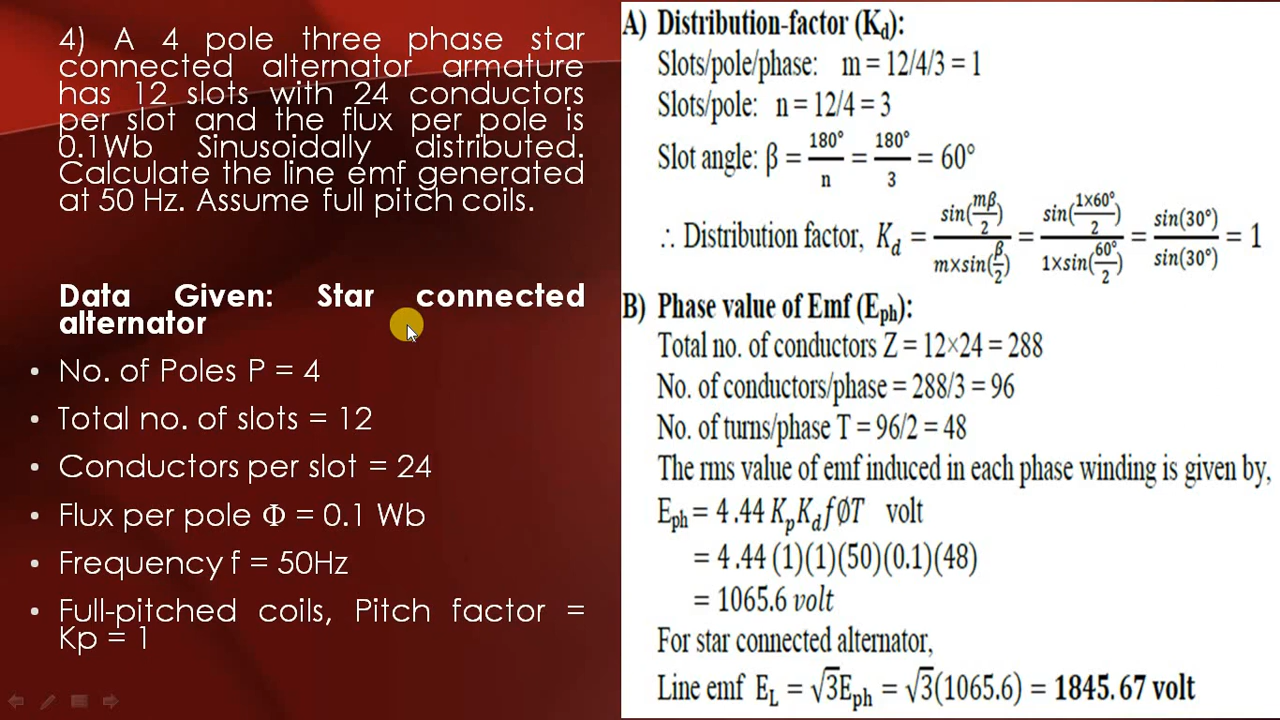 4) A 4 pole three phase star
connected alternator armature
has 12 slots with 24 conductors
per slot and the flux per pole is
0.1Wb Sinusoidally distributed.
Calculate the line emf generated
at 50 Hz. Assume full pitch coils.
Data Given: Star connected
alternator
• No. of Poles P = 4
• Total no. of slots = 12
• Conductors per slot = 24
• Flux per pole Φ = 0.1 Wb
• Frequency f = 50Hz
• Full-pitched coils, Pitch factor =
Kp = 1
A) Distribution-factor (K_d):
Slots/pole/phase: m = 12/4/3 = 1
Slots/pole: n = 12/4 = 3
Slot angle: β = 180°/n = 180°/3 = 60°
∴ Distribution factor, K_d = sin(mβ/2)/m×sin(β/2) = sin(1×60°/2)/1×sin(60°/2) = sin(30°)/sin(30°) = 1
B) Phase value of Emf (E_ph):
Total no. of conductors Z = 12×24 = 288
No. of conductors/phase = 288/3 = 96
No. of turns/phase T = 96/2 = 48
The rms value of emf induced in each phase winding is given by,
E_ph = 4.44 K_pK_dfØT volt
= 4.44 (1)(1)(50)(0.1)(48)
= 1065.6 volt
For star connected alternator,
Line emf E_L = √3E_ph = √3(1065.6) = 1845.67 volt